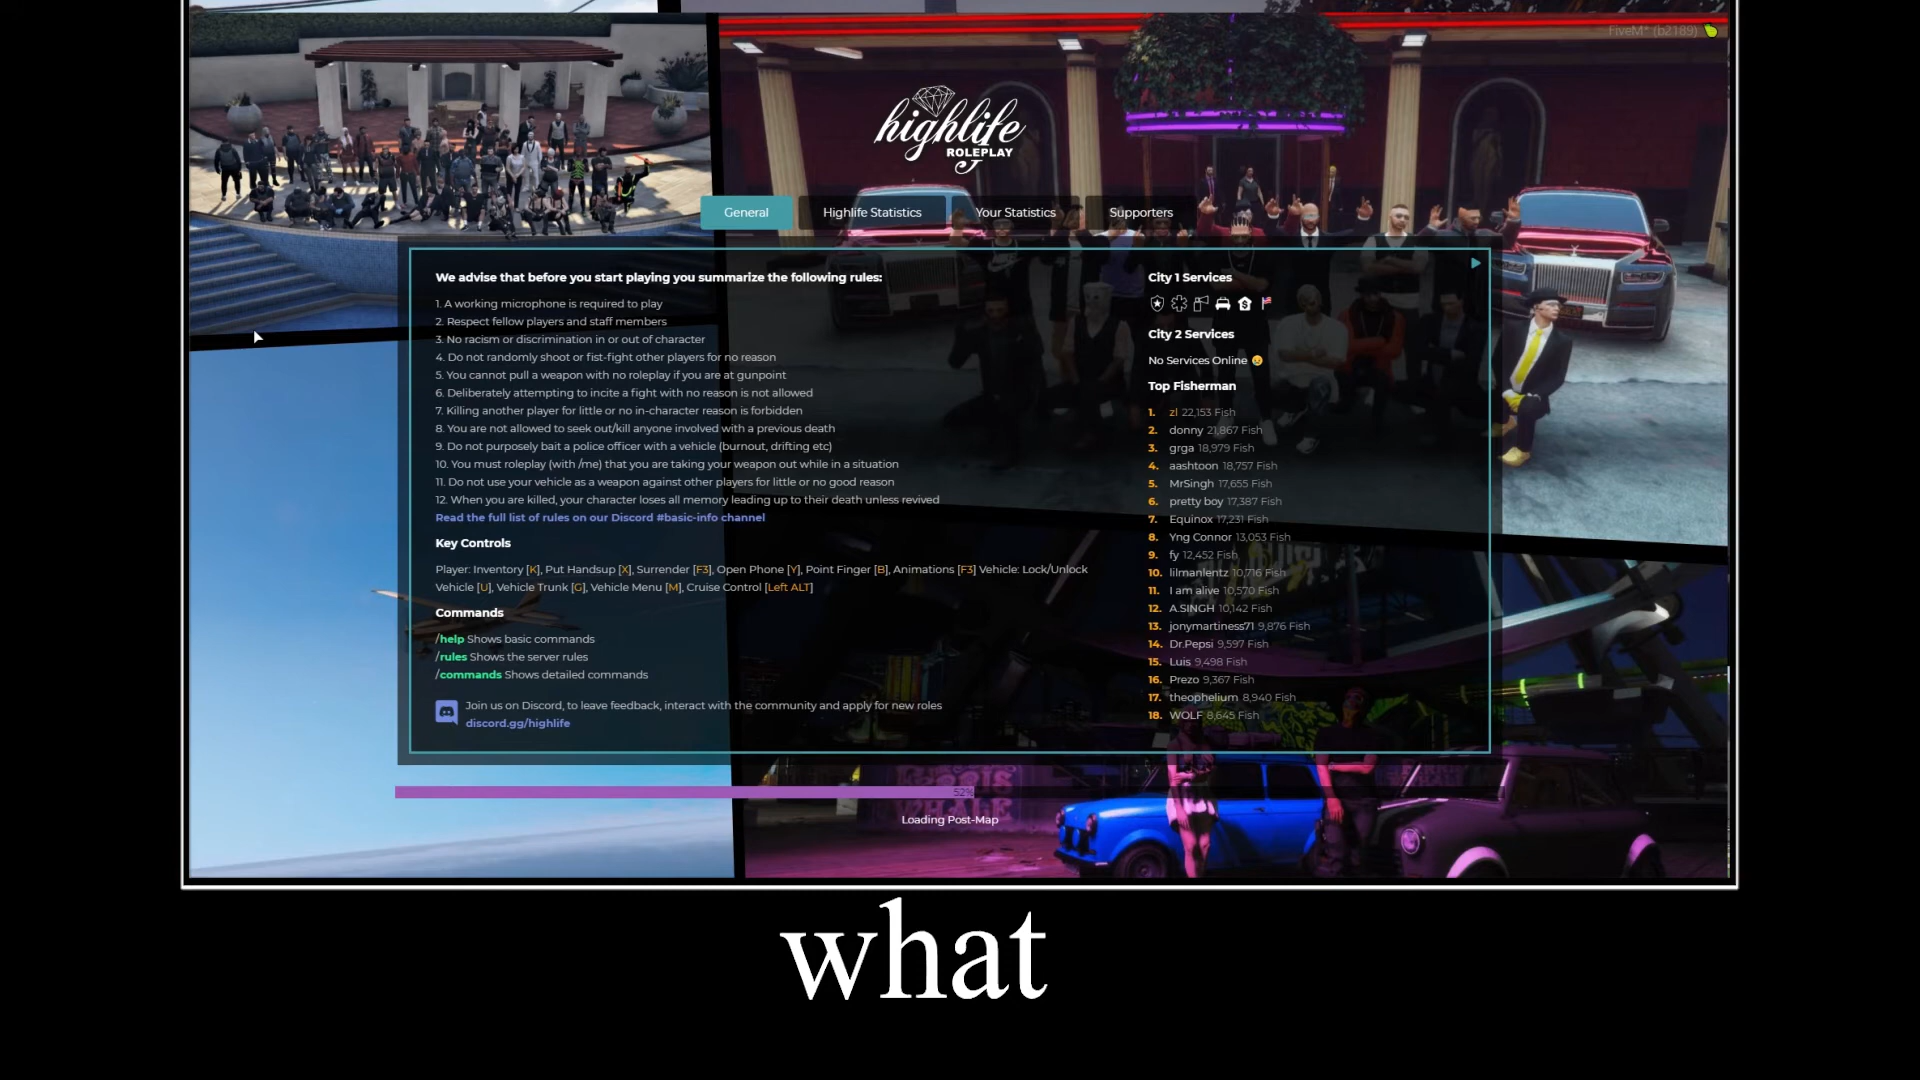 FiveM* (b2189)
highlife
ROLEPLAY
General
Highlife Statistics
Your Statistics
Supporters
We advise that before you start playing you summarize the following rules:
1. A working microphone is required to play
2. Respect fellow players and staff members
3. No racism or discrimination in or out of character
4. Do not randomly shoot or fist-fight other players for no reason
5. You cannot pull a weapon with no roleplay if you are at gunpoint
6. Deliberately attempting to incite a fight with no reason is not allowed
7. Killing another player for little or no in-character reason is forbidden
8. You are not allowed to seek out/kill anyone involved with a previous death
9. Do not purposely bait a police officer with a vehicle (burnout, drifting etc)
10. You must roleplay (with /me) that you are taking your weapon out while in a situation
11. Do not use your vehicle as a weapon against other players for little or no good reason
12. When you are killed, your character loses all memory leading up to their death unless revived
Read the full list of rules on our Discord #basic-info channel
Key Controls
Player: Inventory [K], Put Handsup [X], Surrender [F3], Open Phone [Y], Point Finger [B], Animations [F3] Vehicle: Lock/Unlock
Vehicle [U], Vehicle Trunk [G], Vehicle Menu [M], Cruise Control [Left ALT]
Commands
/help Shows basic commands
/rules Shows the server rules
/commands Shows detailed commands
Join us on Discord, to leave feedback, interact with the community and apply for new roles
discord.gg/highlife
City 1 Services
City 2 Services
No Services Online
Top Fisherman
1. zl 22,153 Fish
2. donny 21,867 Fish
3. grga 18,979 Fish
4. aashtoon 18,757 Fish
5. MrSingh 17,655 Fish
6. pretty boy 17,387 Fish
7. Equinox 17,231 Fish
8. Yng Connor 13,053 Fish
9. fy 12,452 Fish
10. lilmanlentz 10,716 Fish
11. I am alive 10,570 Fish
12. A.SINGH 10,142 Fish
13. jonymartiness71 9,876 Fish
14. Dr.Pepsi 9,597 Fish
15. Luis 9,498 Fish
16. Prezo 9,367 Fish
17. theophelium 8,940 Fish
18. WOLF 8,645 Fish
52%
Loading Post-Map
what